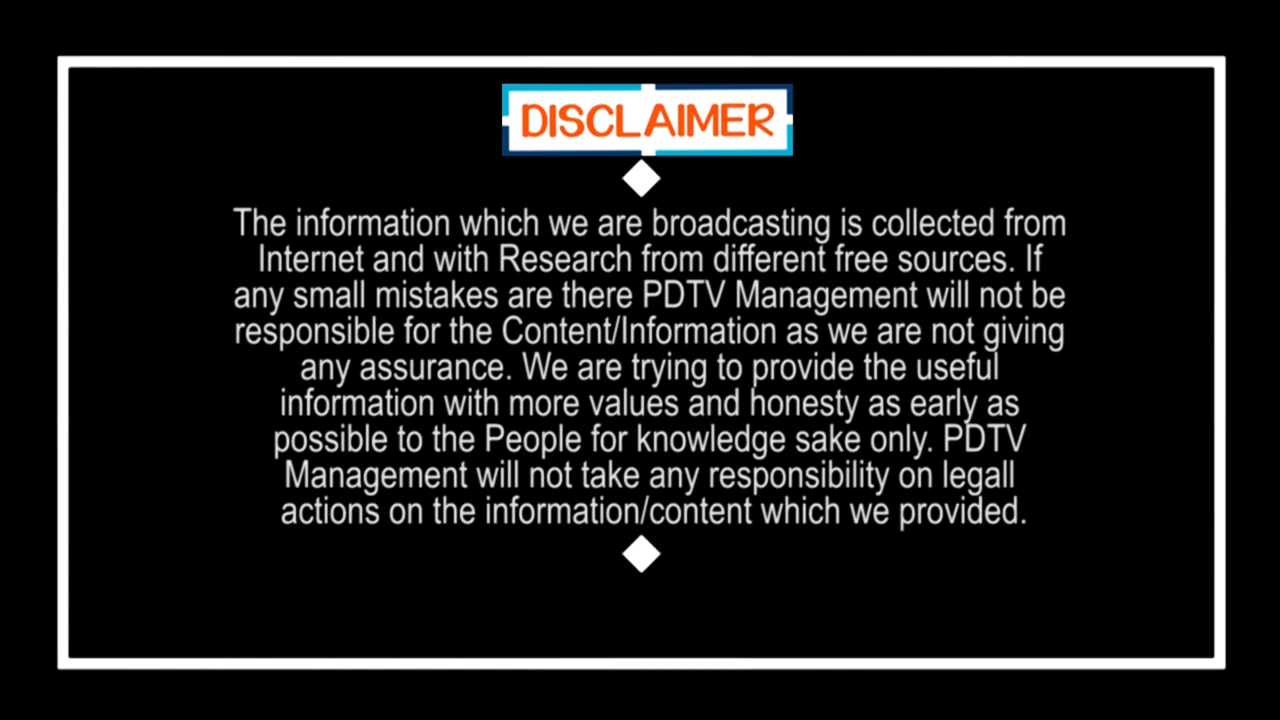 DISCLAIMER
The information which we are broadcasting is collected from
Internet and with Research from different free sources. If
any small mistakes are there PDTV Management will not be
responsible for the Content/Information as we are not giving
any assurance. We are trying to provide the useful
information with more values and honesty as early as
possible to the People for knowledge sake only. PDTV
Management will not take any responsibility on legall
actions on the information/content which we provided.